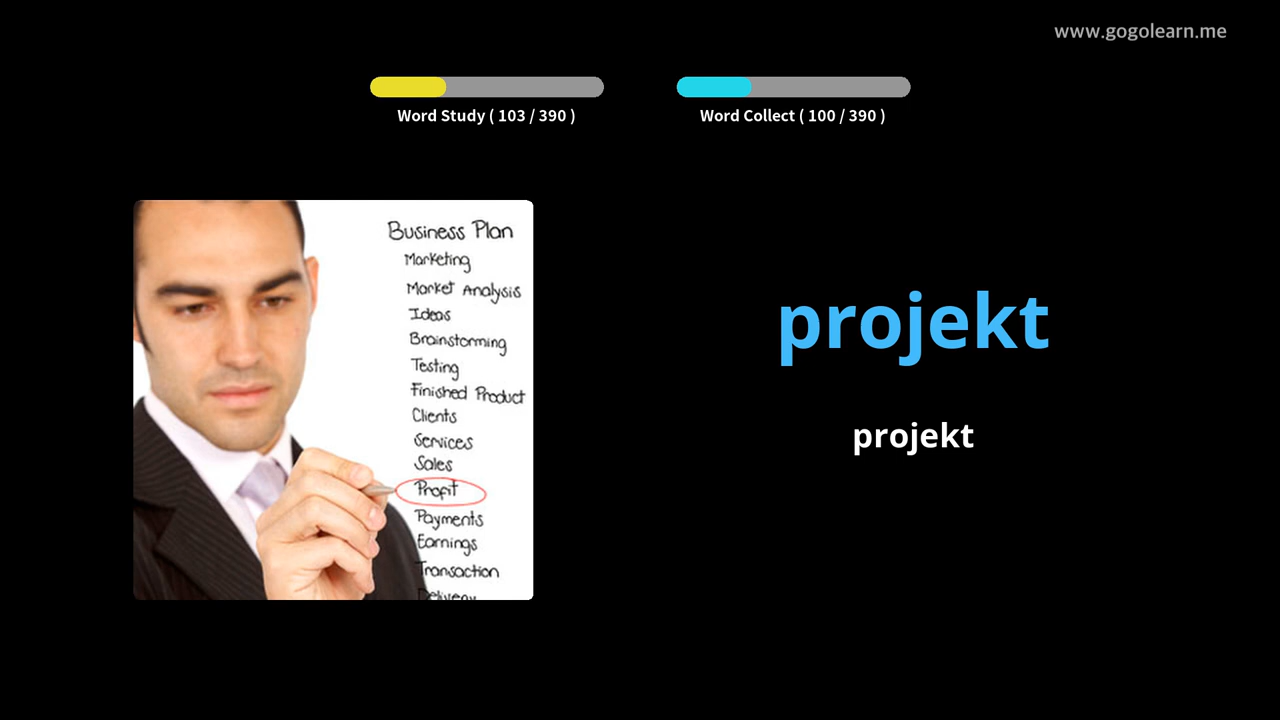 www.gogolearn.me
Word Study ( 103 / 390 )
Word Collect ( 100 / 390 )
Business Plan
Marketing
Market Analysis
Ideas
Brainstorming
Testing
Finished Product
Clients
Services
Sales
Profit
Payments
Earnings
Transaction
Delivery
projekt
projekt